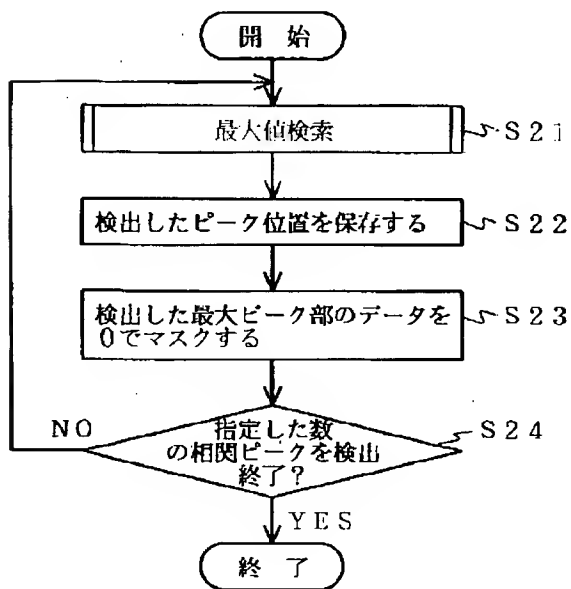 開 始
最大値検索
S21
検出したピーク位置を保存する
S22
検出した最大ピーク部のデータを
0でマスクする
S23
指定した数
の相関ピークを検出
終了?
S24
NO
YES
終 了